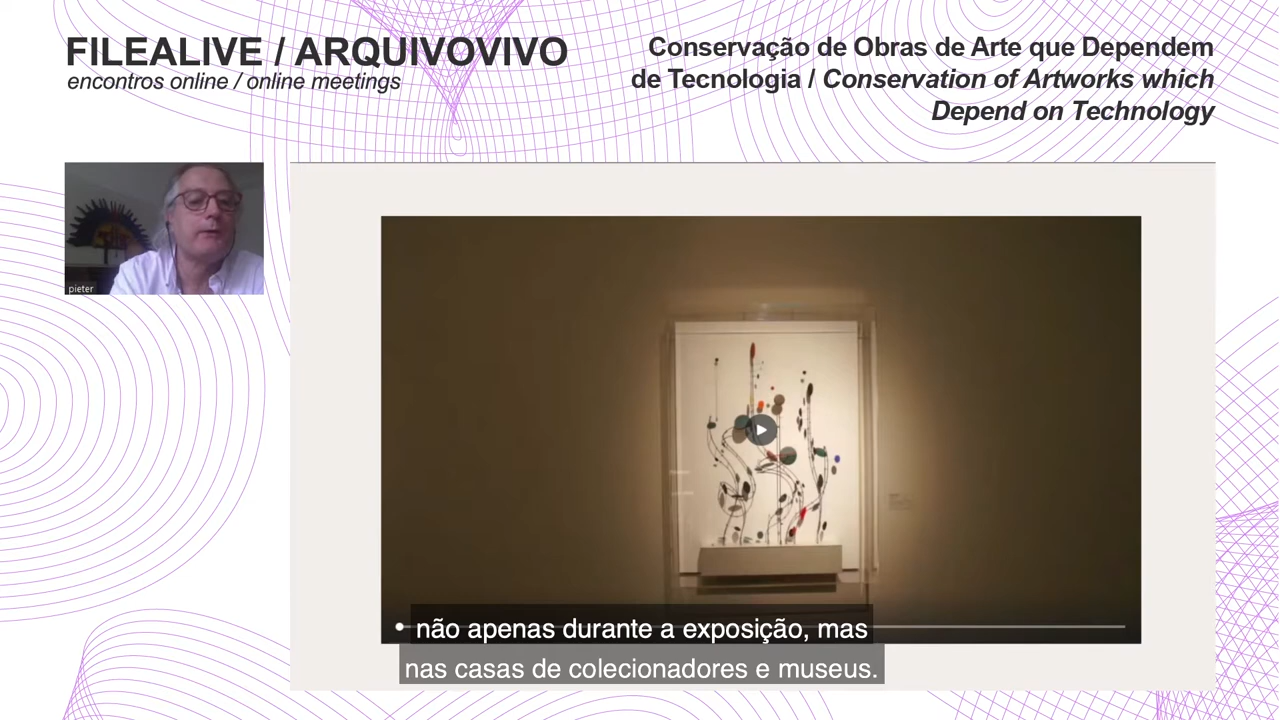 FILEALIVE / ARQUIVOVIVO
encontros online / online meetings
Conservação de Obras de Arte que Dependem
de Tecnologia / Conservation of Artworks which
Depend on Technology
pieter
não apenas durante a exposição, mas
nas casas de colecionadores e museus.